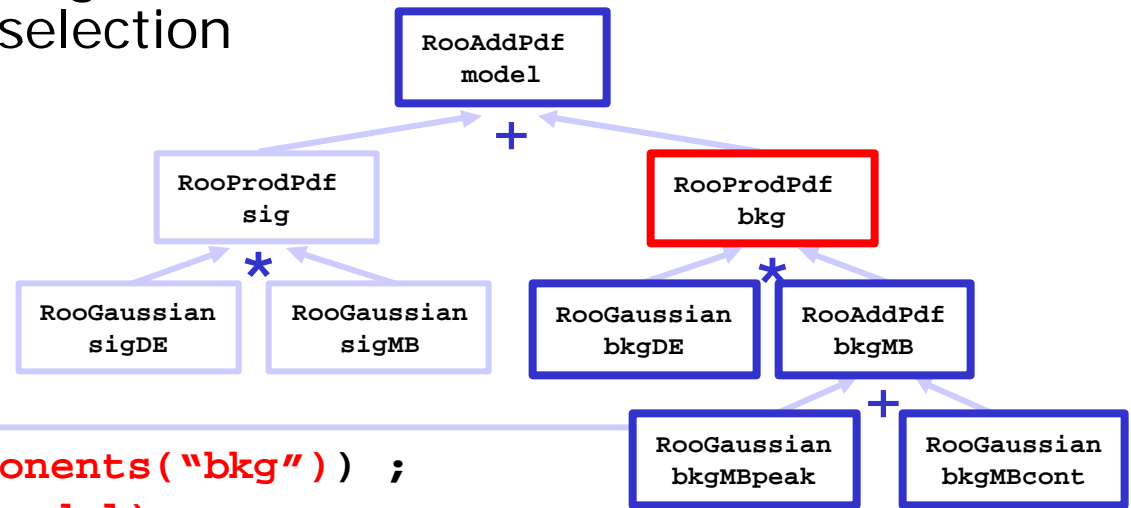 selection
RooAddPdf
model
+
RooProdPdf
sig
RooProdPdf
bkg
*
*
RooGaussian
sigDE
RooGaussian
sigMB
RooGaussian
bkgDE
RooAddPdf
bkgMB
+
RooGaussian
bkgMBpeak
RooGaussian
bkgMBcont
onents(“bkg”)) ;